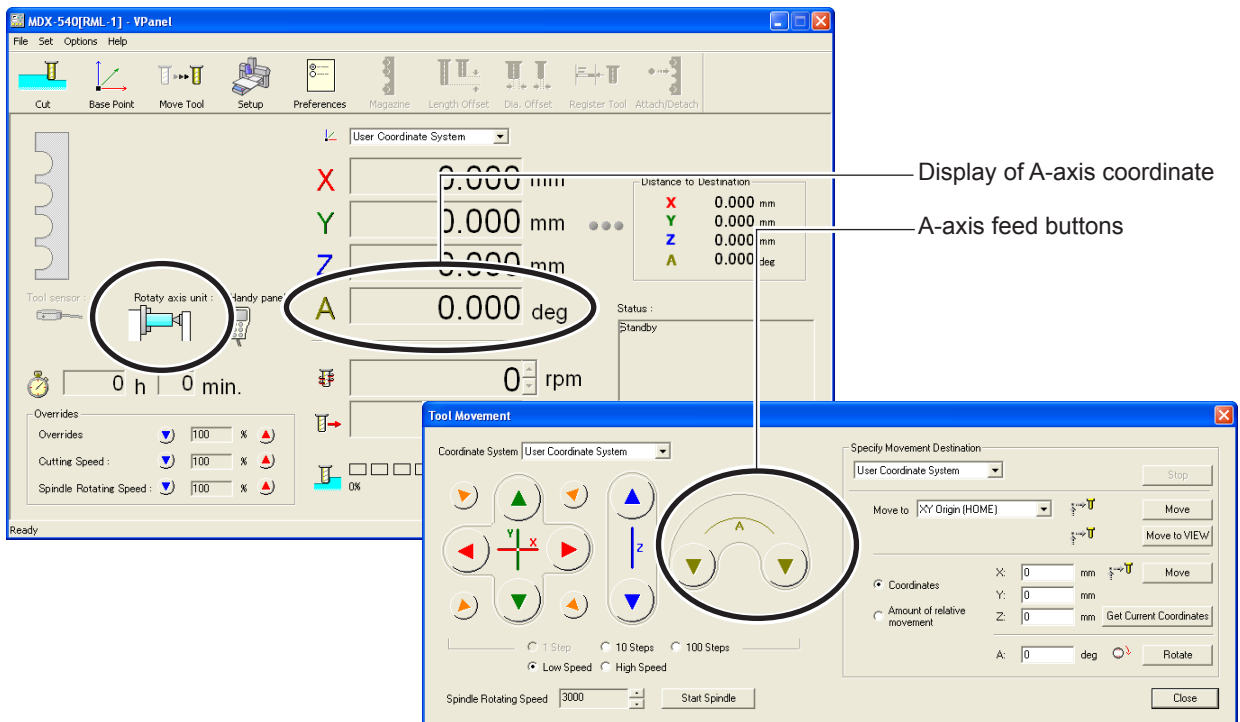 MDX-540[RML-1] - VPanel
File Set Options Help
Cut Base Point Move Tool Setup Preferences Magazine Length Offset Dia. Offset Register Tool Attach/Detach
User Coordinate System
X 0.000 mm
Y 0.000 mm
Z 0.000 mm
A 0.000 deg
Distance to Destination
X 0.000 mm
Y 0.000 mm
Z 0.000 mm
A 0.000 deg
Display of A-axis coordinate
A-axis feed buttons
Tool sensor : Rotaty axis unit : Handy panel
Status :
Standby
0 h 0 min.
0 rpm
Overrides
Overrides 100 %
Cutting Speed : 100 %
Spindle Rotating Speed : 100 %
0%
Ready
Tool Movement
Coordinate System User Coordinate System
Y X
Z
A
1 Step 10 Steps 100 Steps
Low Speed High Speed
Spindle Rotating Speed 3000 Start Spindle
Specify Movement Destination
User Coordinate System
Stop
Move to XY Origin (HOME) Move
Move to VIEW
Coordinates
Amount of relative
movement
X: 0 mm Move
Y: 0 mm
Z: 0 mm Get Current Coordinates
A: 0 deg Rotate
Close